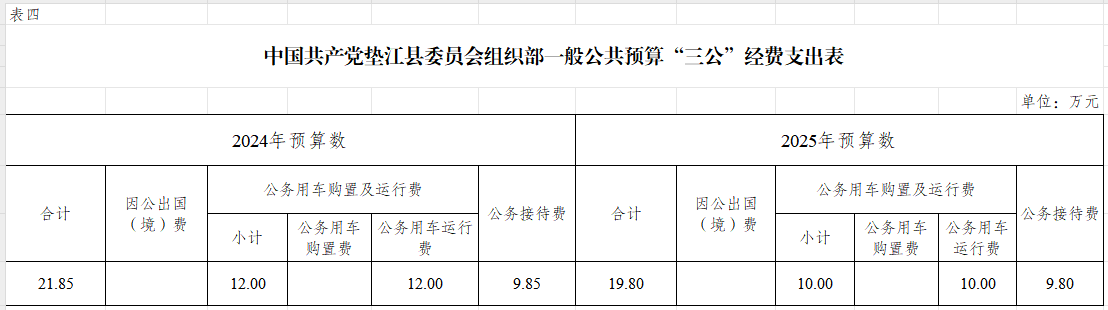 表四
中国共产党垫江县委员会组织部一般公共预算“三公”经费支出表
单位：万元
2024年预算数 2025年预算数
合计 因公出国（境）费 公务用车购置及运行费 公务接待费 合计 因公出国（境）费 公务用车购置及运行费 公务接待费
小计 公务用车购置费 公务用车运行费 小计 公务用车购置费 公务用车运行费
21.85 12.00 12.00 9.85 19.80 10.00 10.00 9.80